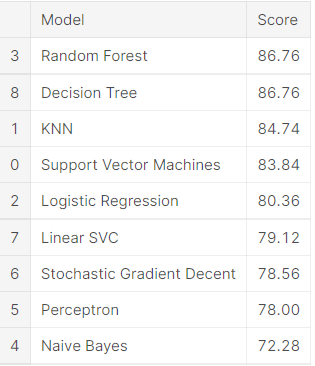 Model Score
3 Random Forest 86.76
8 Decision Tree 86.76
1 KNN 84.74
0 Support Vector Machines 83.84
2 Logistic Regression 80.36
7 Linear SVC 79.12
6 Stochastic Gradient Decent 78.56
5 Perceptron 78.00
4 Naive Bayes 72.28